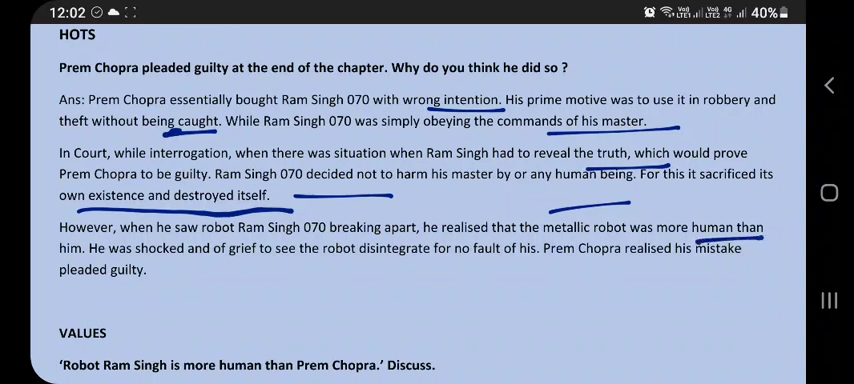 12:02
Vo) LTE1 Vo) 4G LTE2 40%
HOTS
Prem Chopra pleaded guilty at the end of the chapter. Why do you think he did so ?
Ans: Prem Chopra essentially bought Ram Singh 070 with wrong intention. His prime motive was to use it in robbery and
theft without being caught. While Ram Singh 070 was simply obeying the commands of his master.
In Court, while interrogation, when there was situation when Ram Singh had to reveal the truth, which would prove
Prem Chopra to be guilty. Ram Singh 070 decided not to harm his master by or any human being. For this it sacrificed its
own existence and destroyed itself.
However, when he saw robot Ram Singh 070 breaking apart, he realised that the metallic robot was more human than
him. He was shocked and of grief to see the robot disintegrate for no fault of his. Prem Chopra realised his mistake
pleaded guilty.
VALUES
‘Robot Ram Singh is more human than Prem Chopra.’ Discuss.